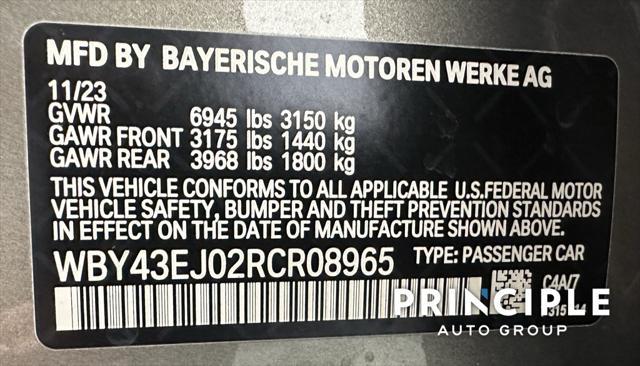 MFD BY BAYERISCHE MOTOREN WERKE AG
11/23
GVWR 6945 lbs 3150 kg
GAWR FRONT 3175 lbs 1440 kg
GAWR REAR 3968 lbs 1800 kg
THIS VEHICLE CONFORMS TO ALL APPLICABLE U.S.FEDERAL MOTOR
VEHICLE SAFETY, BUMPER AND THEFT PREVENTION STANDARDS
IN EFFECT ON THE DATE OF MANUFACTURE SHOWN ABOVE.
WBY43EJ02RCR08965 TYPE: PASSENGER CAR
C4A/7
PRINCIPLE
AUTO GROUP